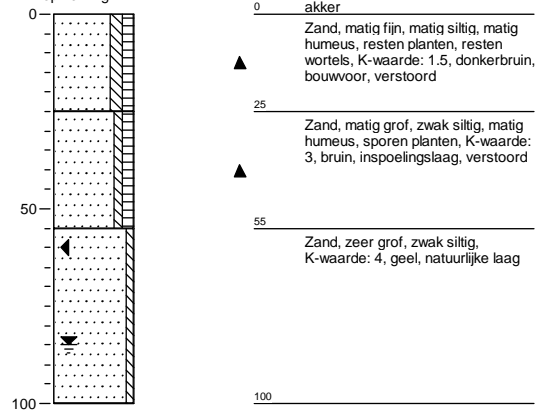 0
50
100
0
akker
Zand, matig fijn, matig siltig, matig
humeus, resten planten, resten
wortels, K-waarde: 1.5, donkerbruin,
bouwvoor, verstoord
25
Zand, matig grof, zwak siltig, matig
humeus, sporen planten, K-waarde:
3, bruin, inspoelingslaag, verstoord
55
Zand, zeer grof, zwak siltig,
K-waarde: 4, geel, natuurlijke laag
100